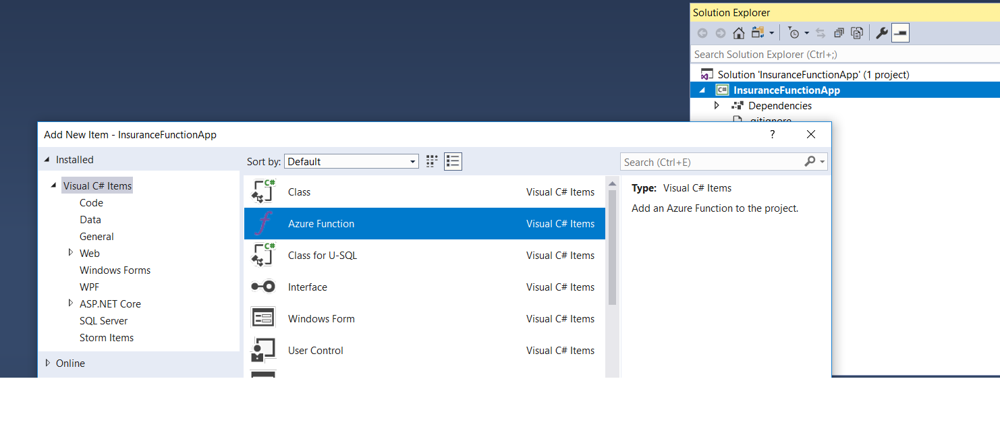 Solution Explorer
Search Solution Explorer (Ctrl+;)
Solution 'InsuranceFunctionApp' (1 project)
C# InsuranceFunctionApp
Dependencies
.gitignore
Add New Item - InsuranceFunctionApp
?
Installed
Visual C# Items
Code
Data
General
Web
Windows Forms
WPF
ASP.NET Core
SQL Server
Storm Items
Online
Sort by: Default
Search (Ctrl+E)
C# Class Visual C# Items
Azure Function Visual C# Items
C# Class for U-SQL Visual C# Items
Interface Visual C# Items
Windows Form Visual C# Items
User Control Visual C# Items
Type: Visual C# Items
Add an Azure Function to the project.